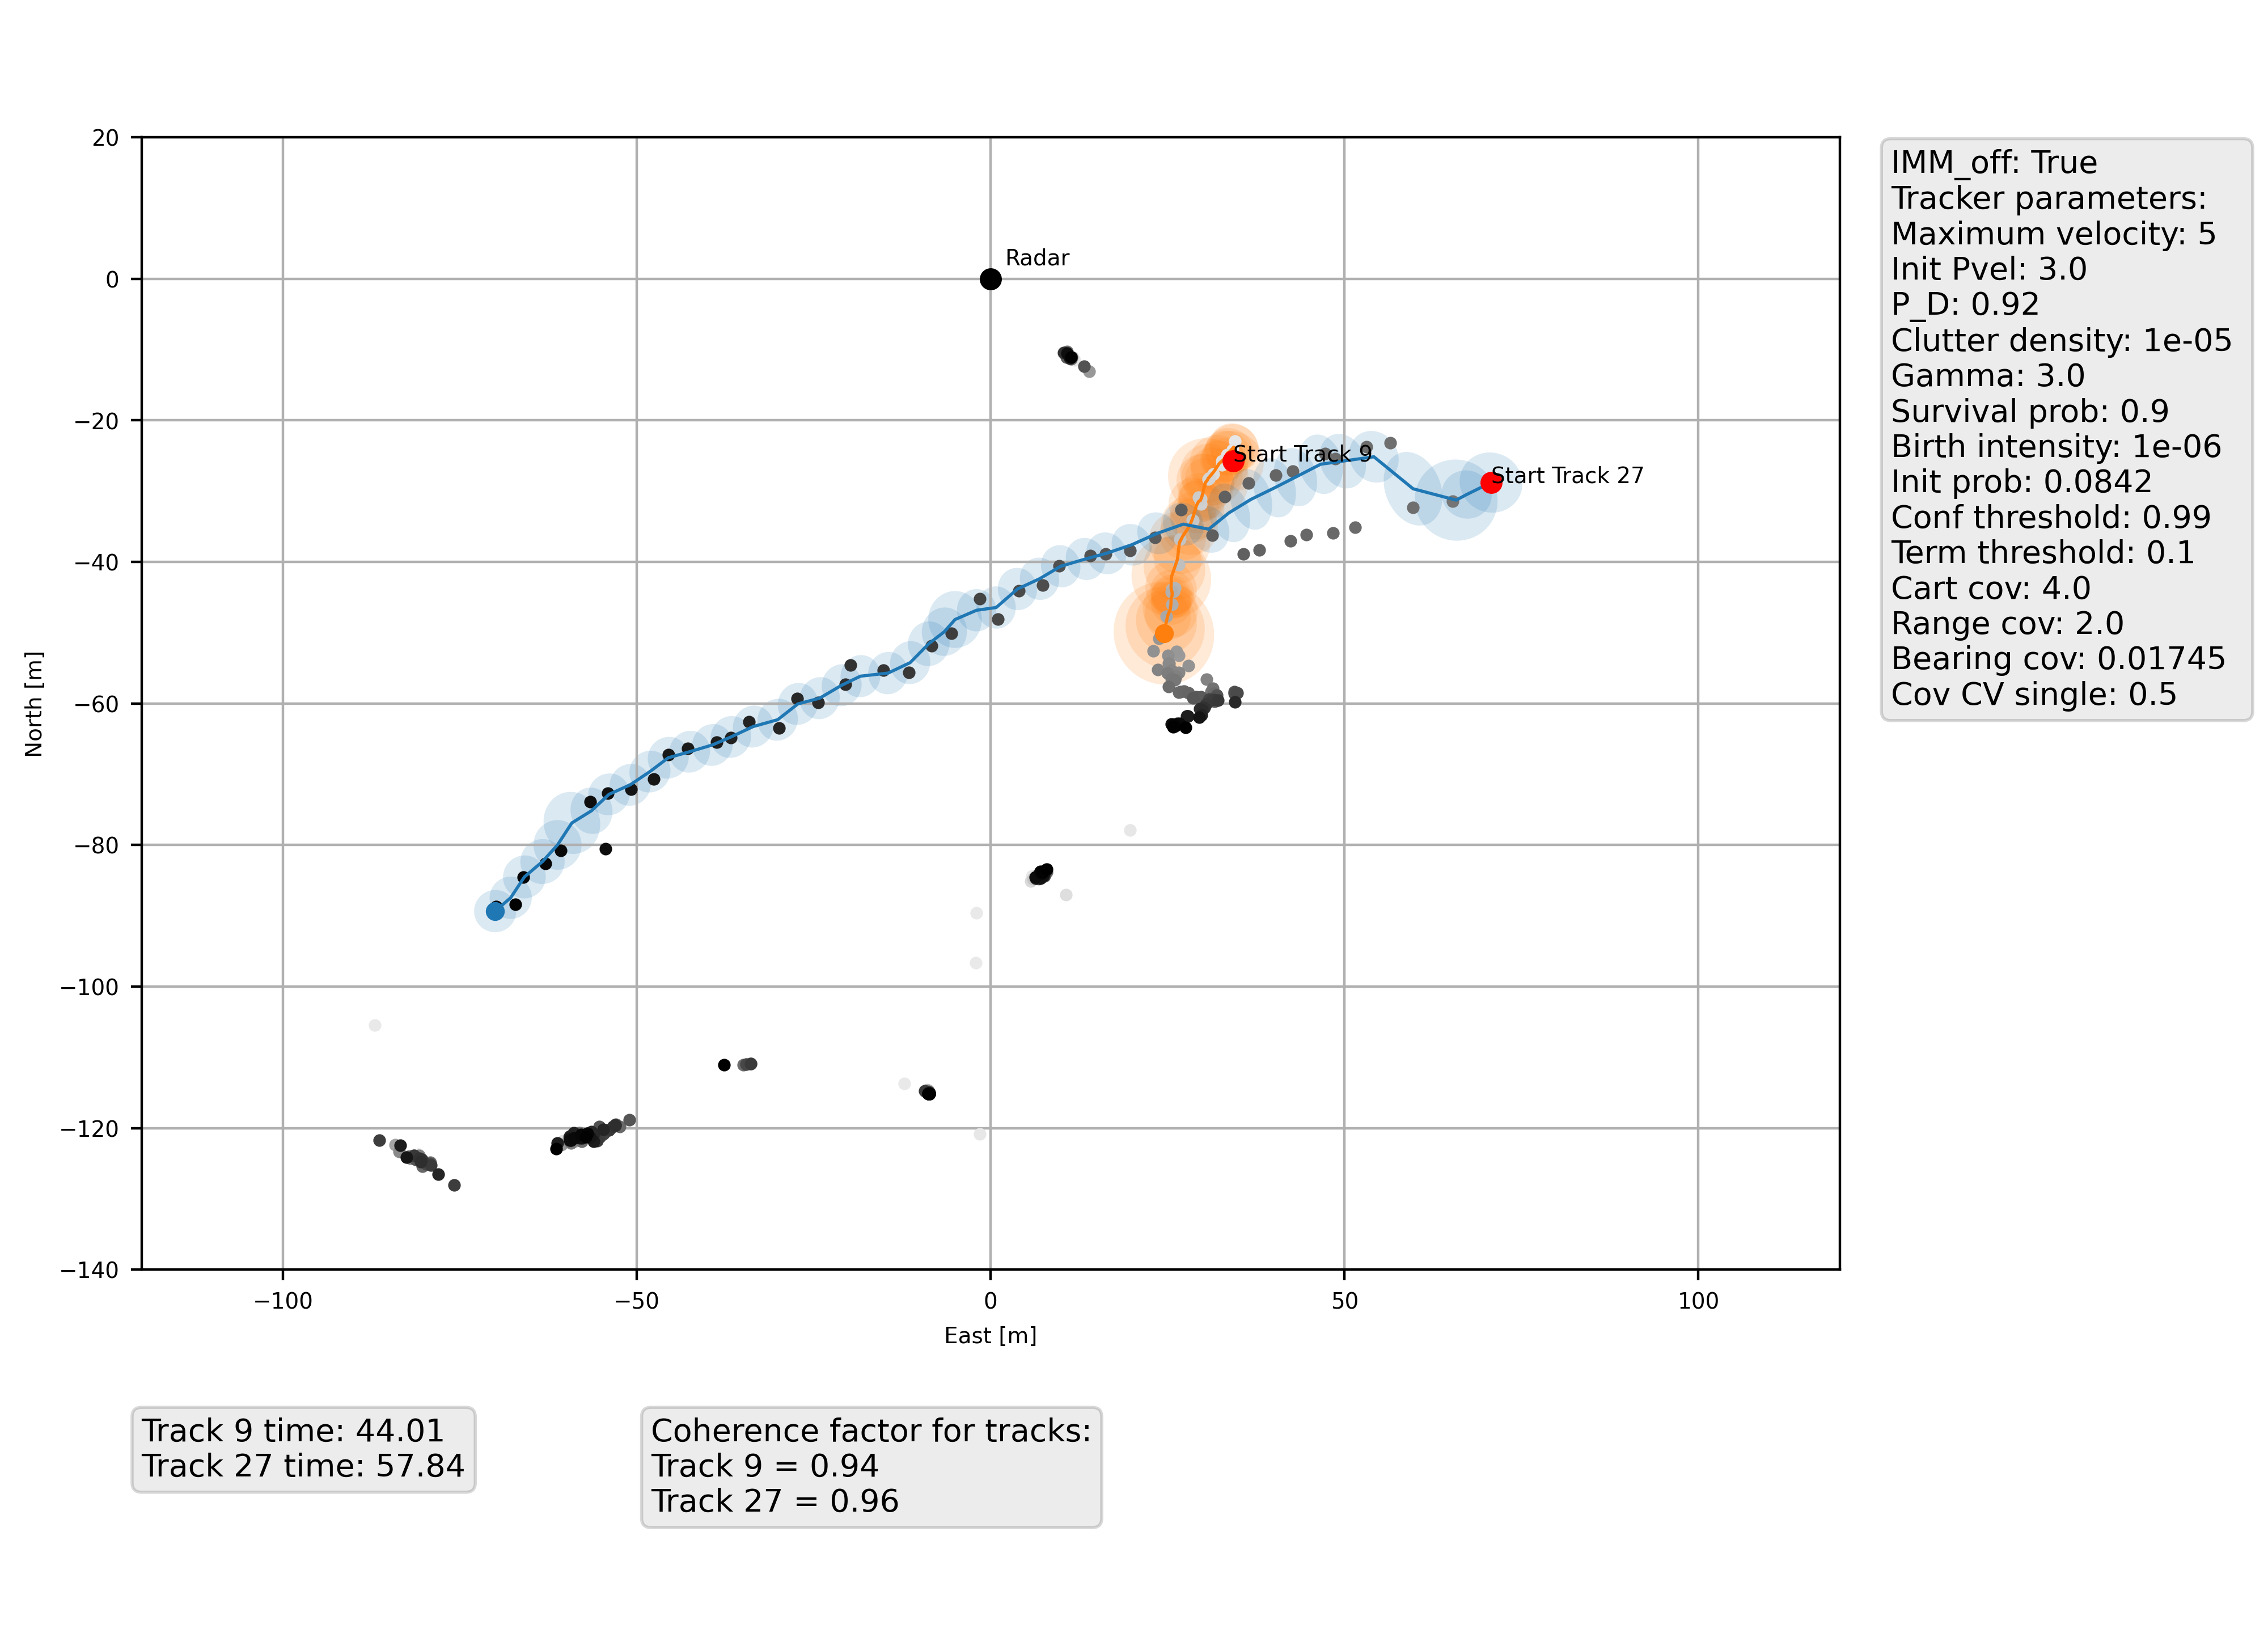 20
0
−20
−40
−60
−80
−100
−120
−140
North [m]
−100
−50
0
50
100
East [m]
Radar
Start Track 9
Start Track 27
IMM_off: True
Tracker parameters:
Maximum velocity: 5
Init Pvel: 3.0
P_D: 0.92
Clutter density: 1e-05
Gamma: 3.0
Survival prob: 0.9
Birth intensity: 1e-06
Init prob: 0.0842
Conf threshold: 0.99
Term threshold: 0.1
Cart cov: 4.0
Range cov: 2.0
Bearing cov: 0.01745
Cov CV single: 0.5
Track 9 time: 44.01
Track 27 time: 57.84
Coherence factor for tracks:
Track 9 = 0.94
Track 27 = 0.96